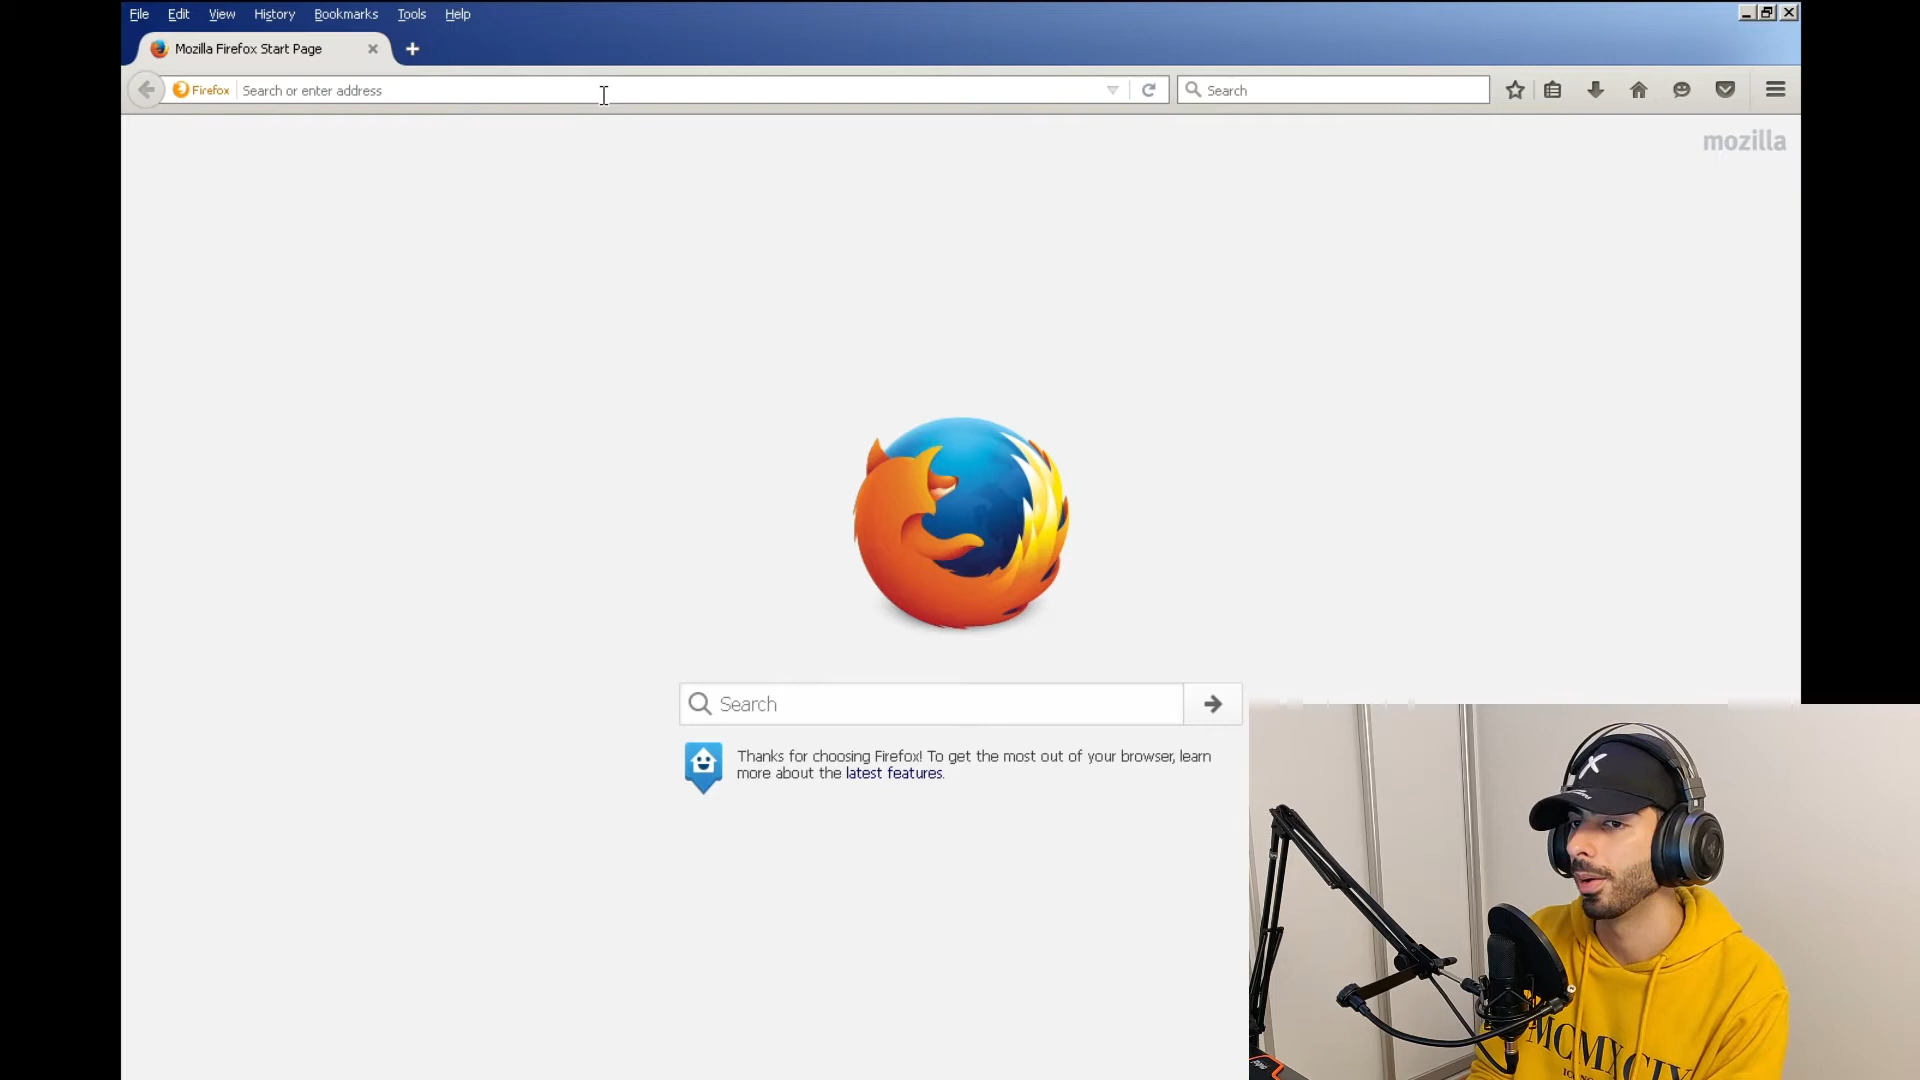 File Edit View History Bookmarks Tools Help
Mozilla Firefox Start Page
Firefox Search or enter address
Search
mozilla
Search
Thanks for choosing Firefox! To get the most out of your browser, learn
more about the latest features.
X
MCMXCIV